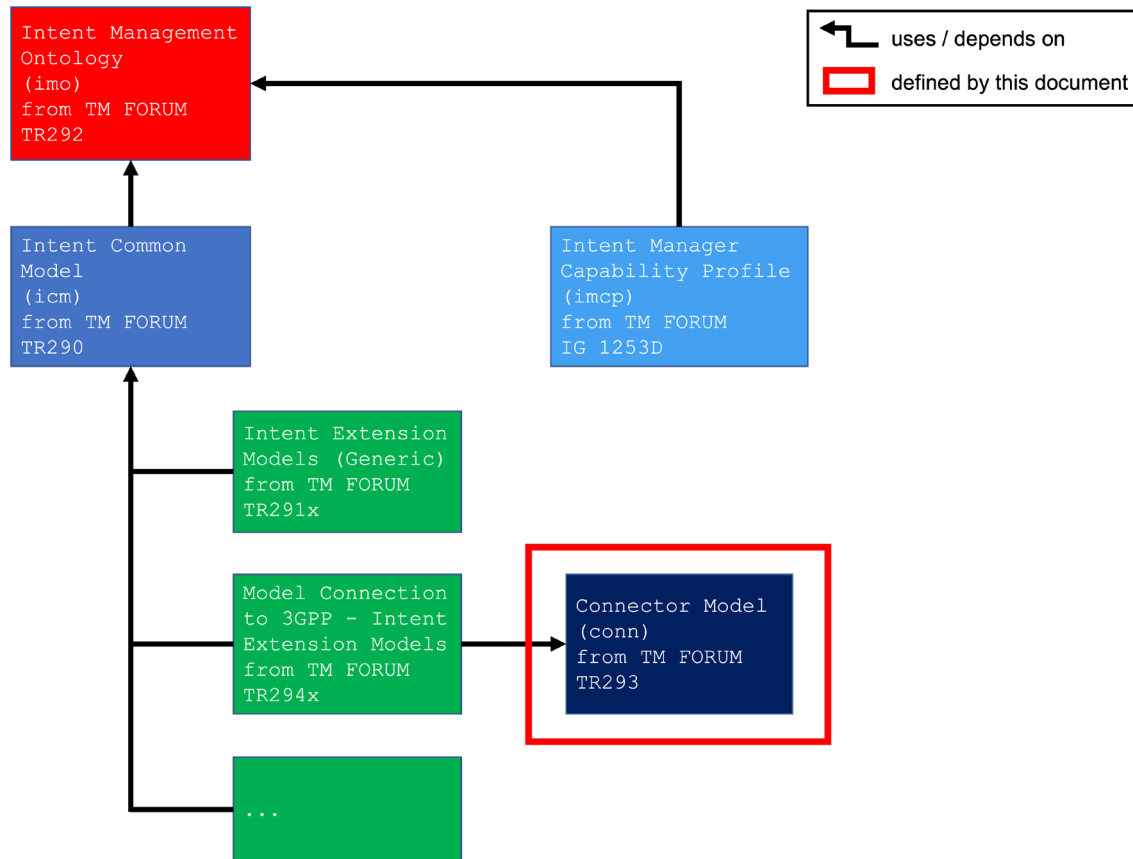 Intent Management
Ontology
(imo)
from TM FORUM
TR292
uses / depends on
defined by this document
Intent Common
Model
(icm)
from TM FORUM
TR290
Intent Manager
Capability Profile
(imcp)
from TM FORUM
IG 1253D
Intent Extension
Models (Generic)
from TM FORUM
TR291x
Model Connection
to 3GPP - Intent
Extension Models
from TM FORUM
TR294x
Connector Model
(conn)
from TM FORUM
TR293
...